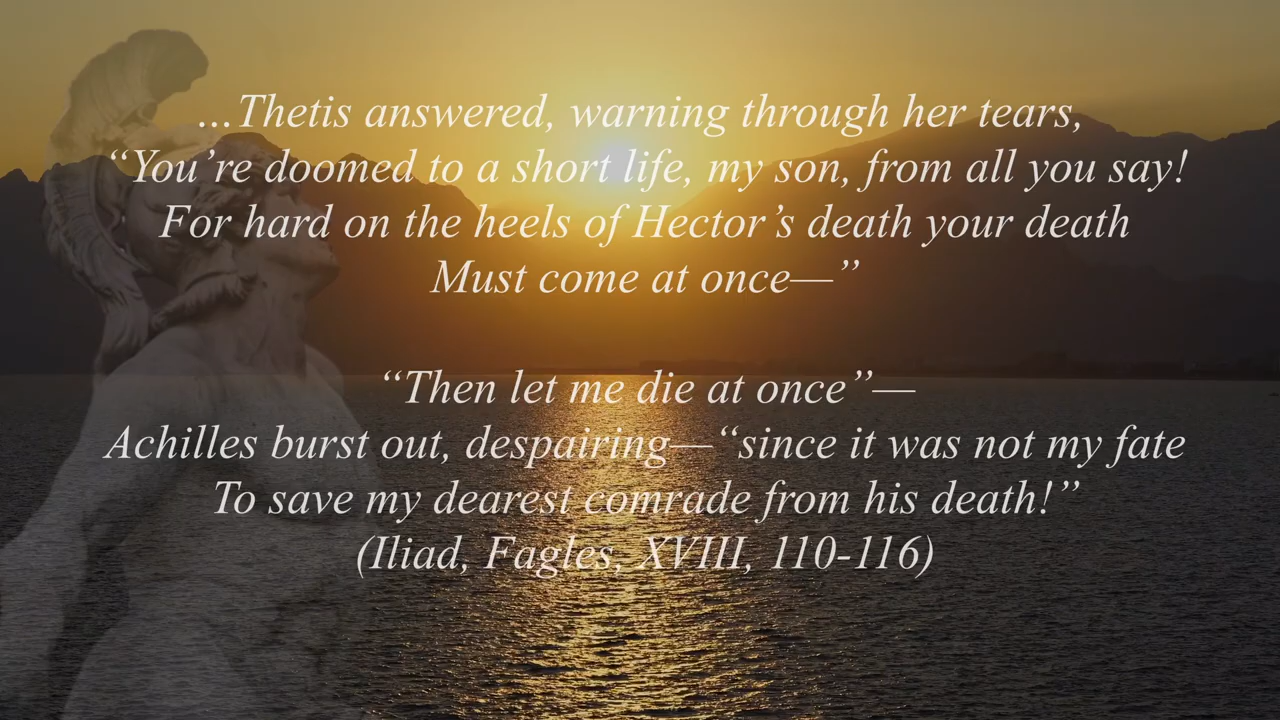 ...Thetis answered, warning through her tears,
“You’re doomed to a short life, my son, from all you say!
For hard on the heels of Hector’s death your death
Must come at once—”
“Then let me die at once”—
Achilles burst out, despairing—“since it was not my fate
To save my dearest comrade from his death!”
(Iliad, Fagles, XVIII, 110-116)